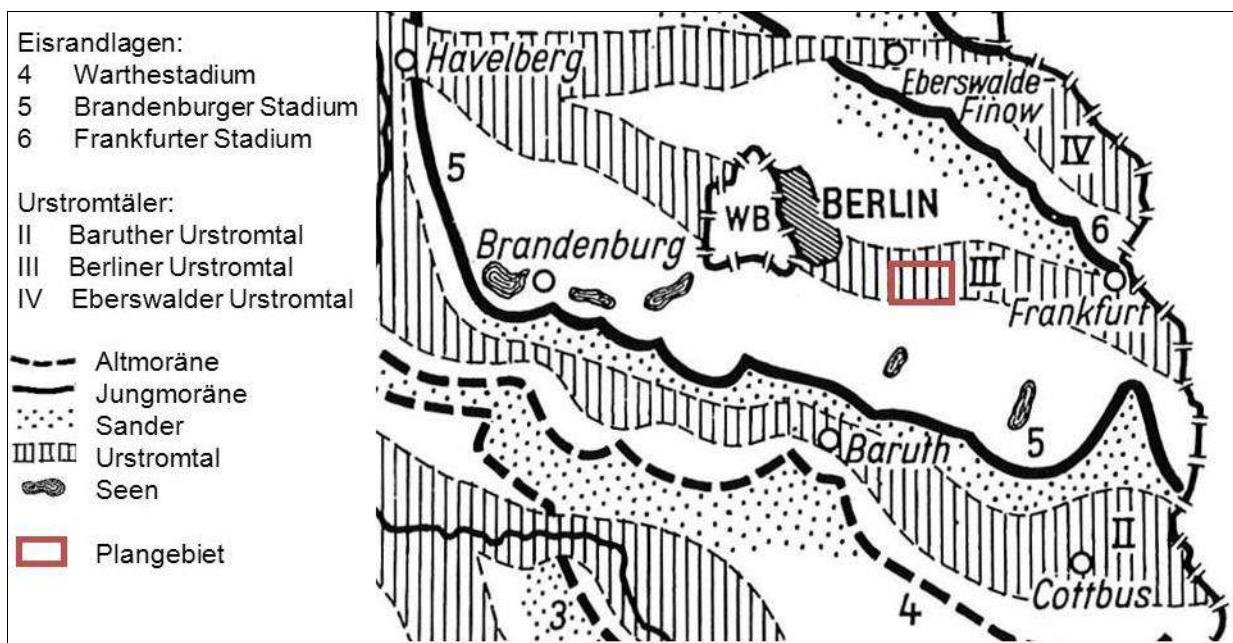 Eisrandlagen:
4 Warthestadium
5 Brandenburger Stadium
6 Frankfurter Stadium
Urstromtäler:
II Baruther Urstromtal
III Berliner Urstromtal
IV Eberswalder Urstromtal
Altmoräne
Jungmoräne
Sander
Urstromtal
Seen
Plangebiet
Havelberg
Eberswalde-
Finow
IV
5
WB
BERLIN
Brandenburg
6
III
Frankfurt
5
Baruth
II
Cottbus
3
4